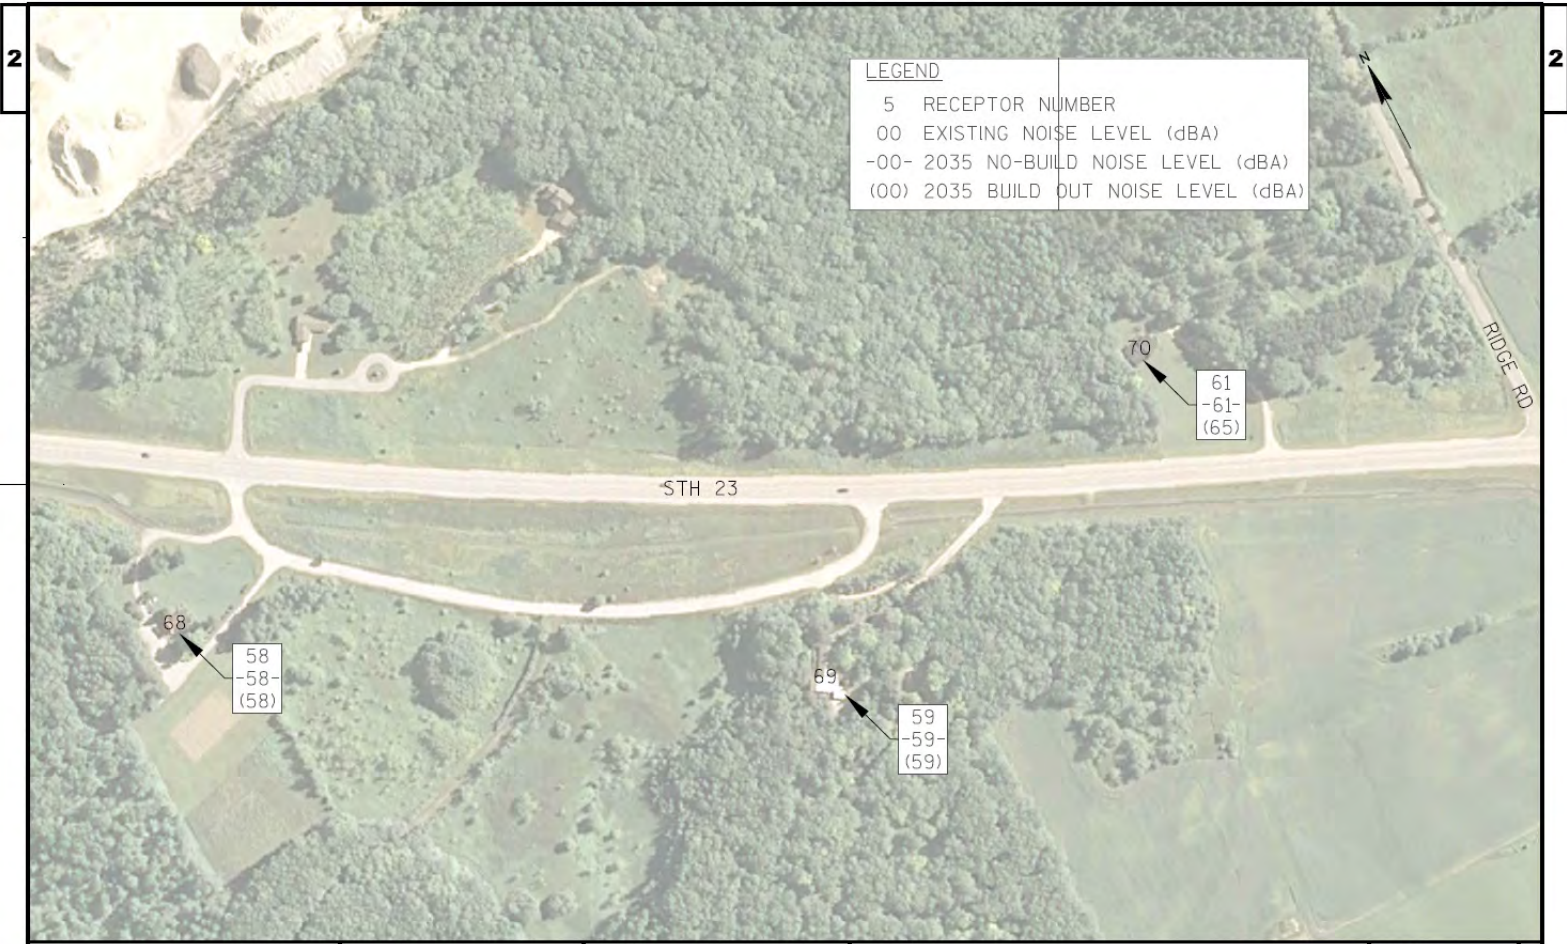 2
2
LEGEND
5 RECEPTOR NUMBER
00 EXISTING NOISE LEVEL (dBA)
-00- 2035 NO-BUILD NOISE LEVEL (dBA)
(00) 2035 BUILD OUT NOISE LEVEL (dBA)
N
RIDGE RD
70
61
-61-
(65)
STH 23
68
58
-58-
(58)
69
59
-59-
(59)